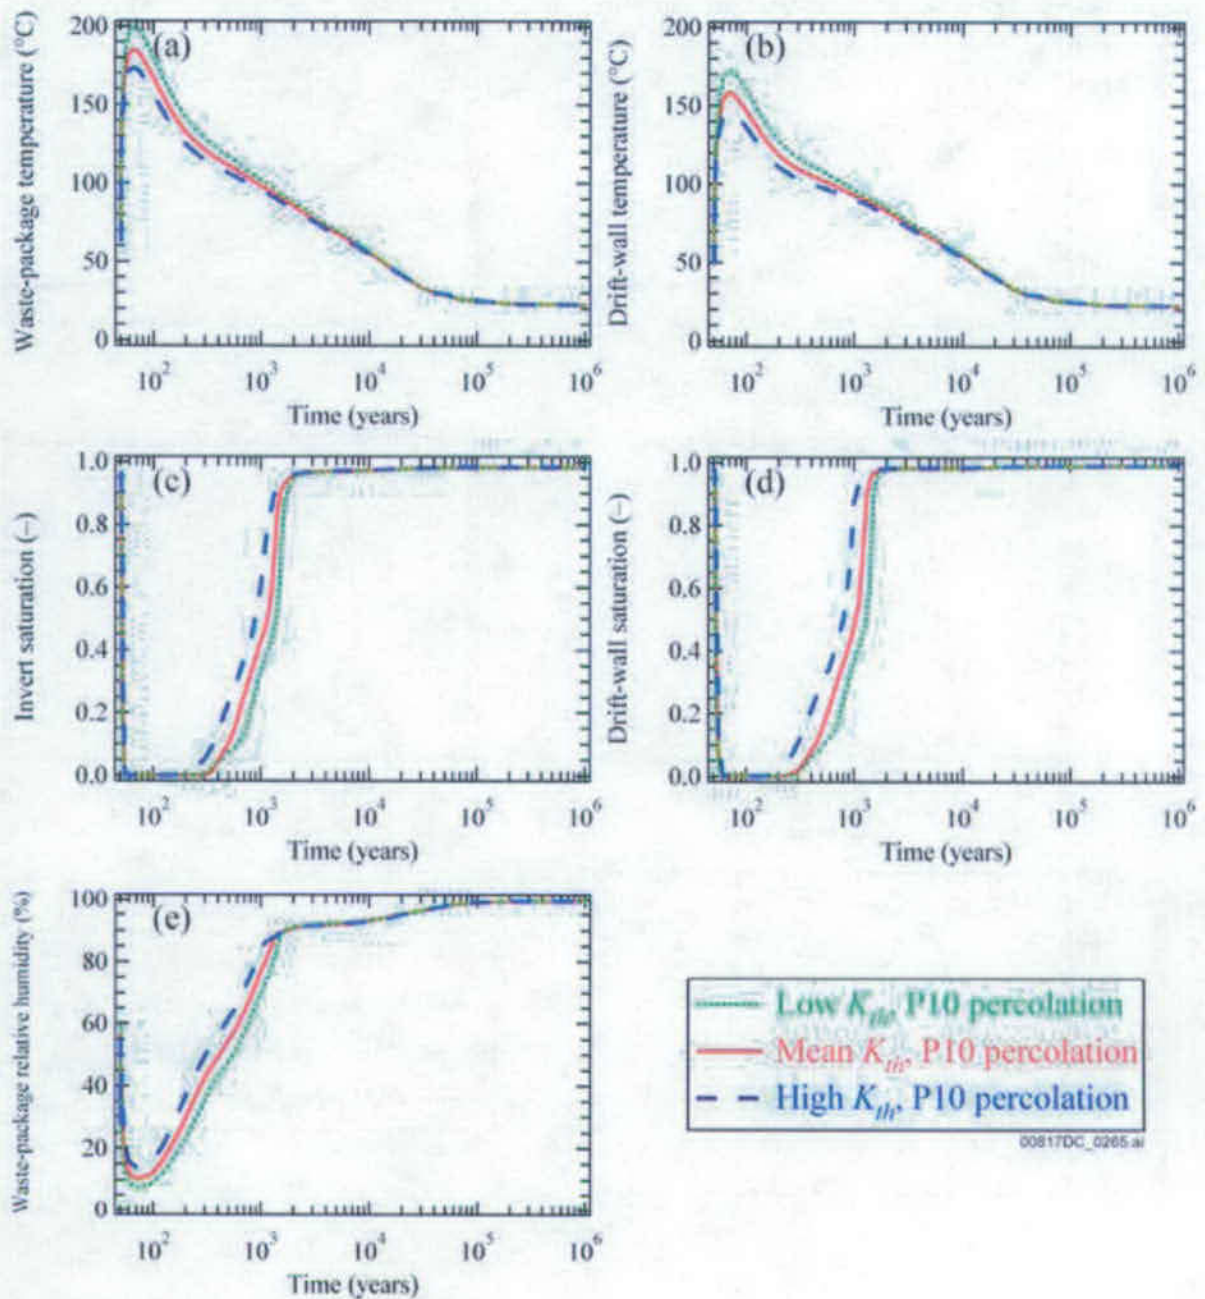 (a)
Waste-package temperature (°C)
200
150
100
50
0
10² 10³ 10⁴ 10⁵ 10⁶
Time (years)
(b)
Drift-wall temperature (°C)
200
150
100
50
0
10² 10³ 10⁴ 10⁵ 10⁶
Time (years)
(c)
Invert saturation (–)
1.0
0.8
0.6
0.4
0.2
0.0
10² 10³ 10⁴ 10⁵ 10⁶
Time (years)
(d)
Drift-wall saturation (–)
1.0
0.8
0.6
0.4
0.2
0.0
10² 10³ 10⁴ 10⁵ 10⁶
Time (years)
(e)
Waste-package relative humidity (%)
100
80
60
40
20
0
10² 10³ 10⁴ 10⁵ 10⁶
Time (years)
Low Kth, P10 percolation
Mean Kth, P10 percolation
High Kth, P10 percolation
00817DC_0265.ai